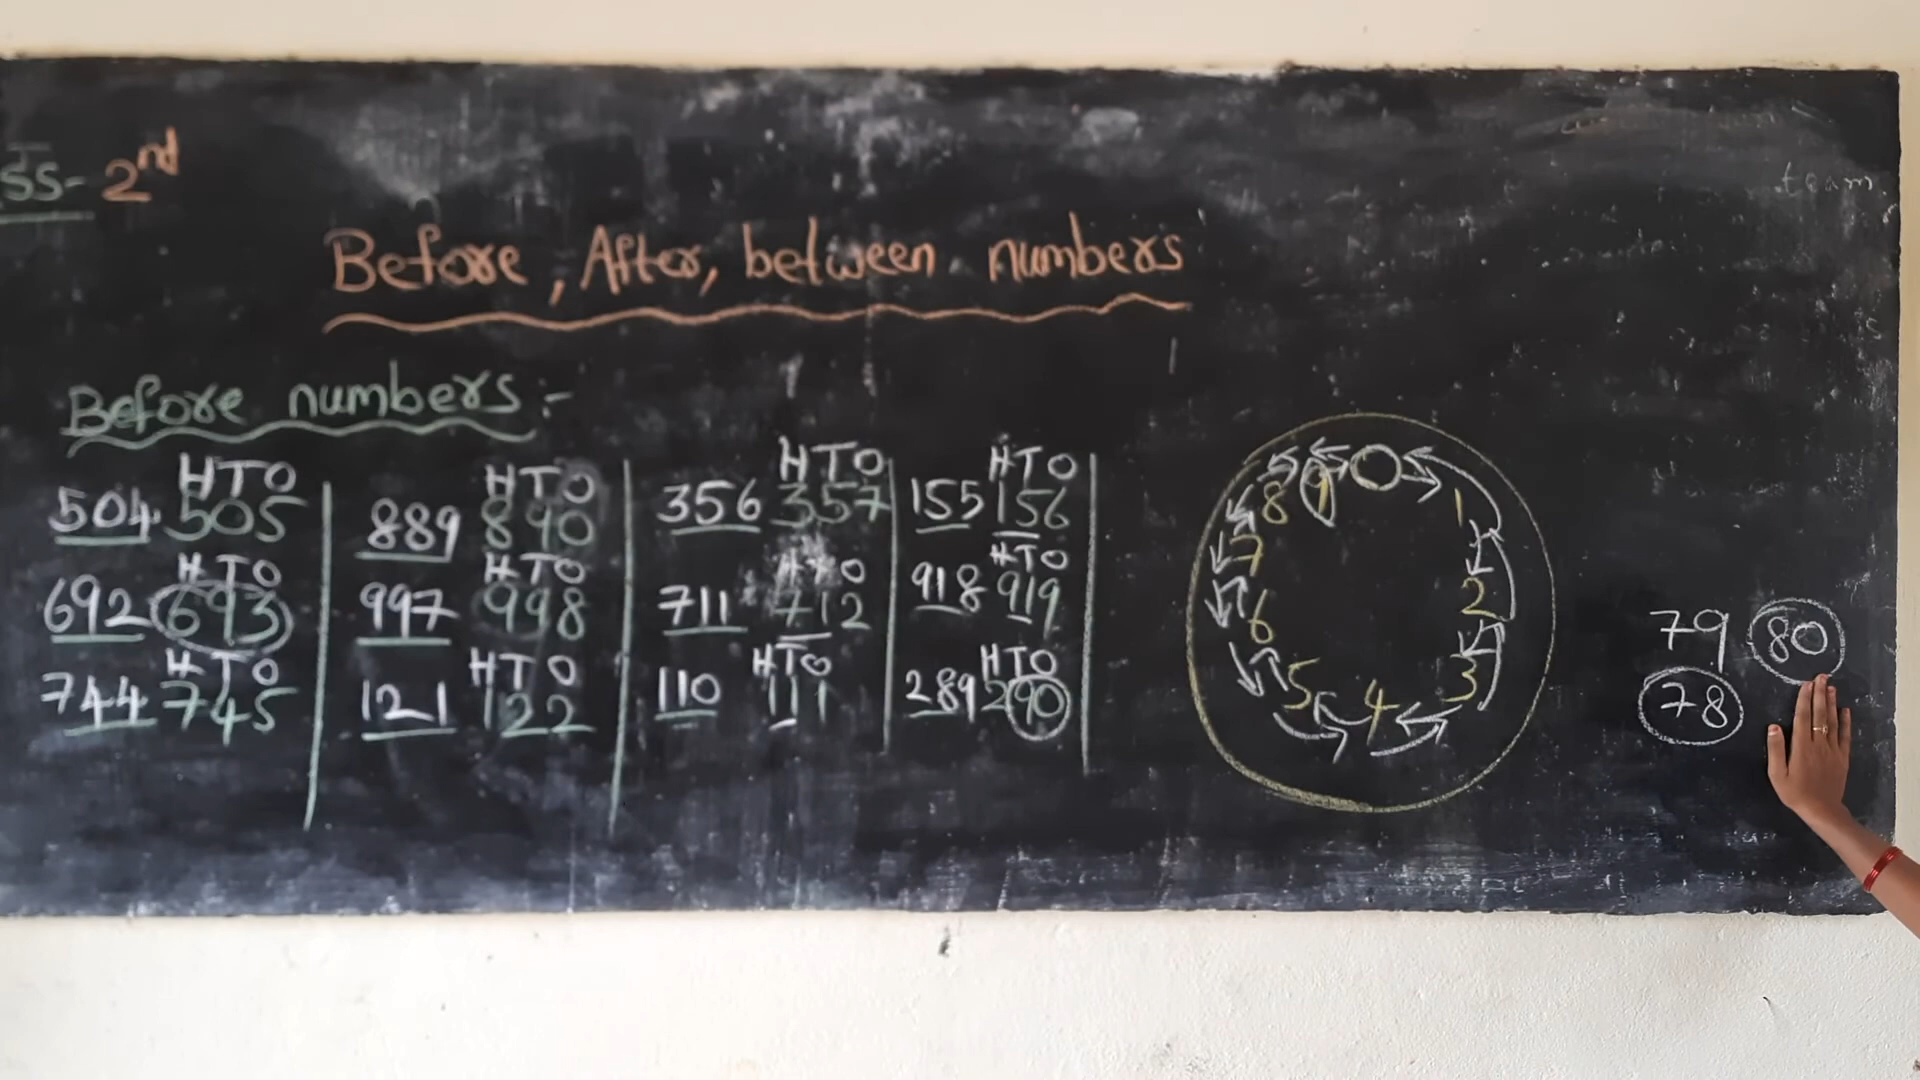 ss- 2nd
Before, After, between numbers
Before numbers:-
HTO HTO HTO HTO
504 505 889 890 356 357 155 156
HTO HTO HTO HTO
692 693 997 998 711 712 918 919
HTO HTO HTO HTO
744 745 121 122 110 111 289 290
0
1
2
3
4
5
6
7
8
9
79 80
78
team